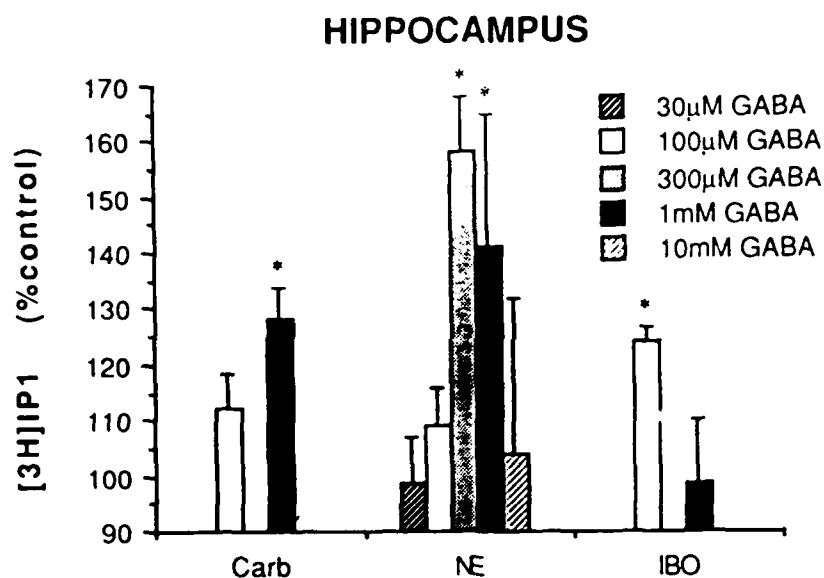 HIPPOCAMPUS
[3H]IP1 (%control)
170
160
150
140
130
120
110
100
90
* * * *
30µM GABA
100µM GABA
300µM GABA
1mM GABA
10mM GABA
Carb NE IBO